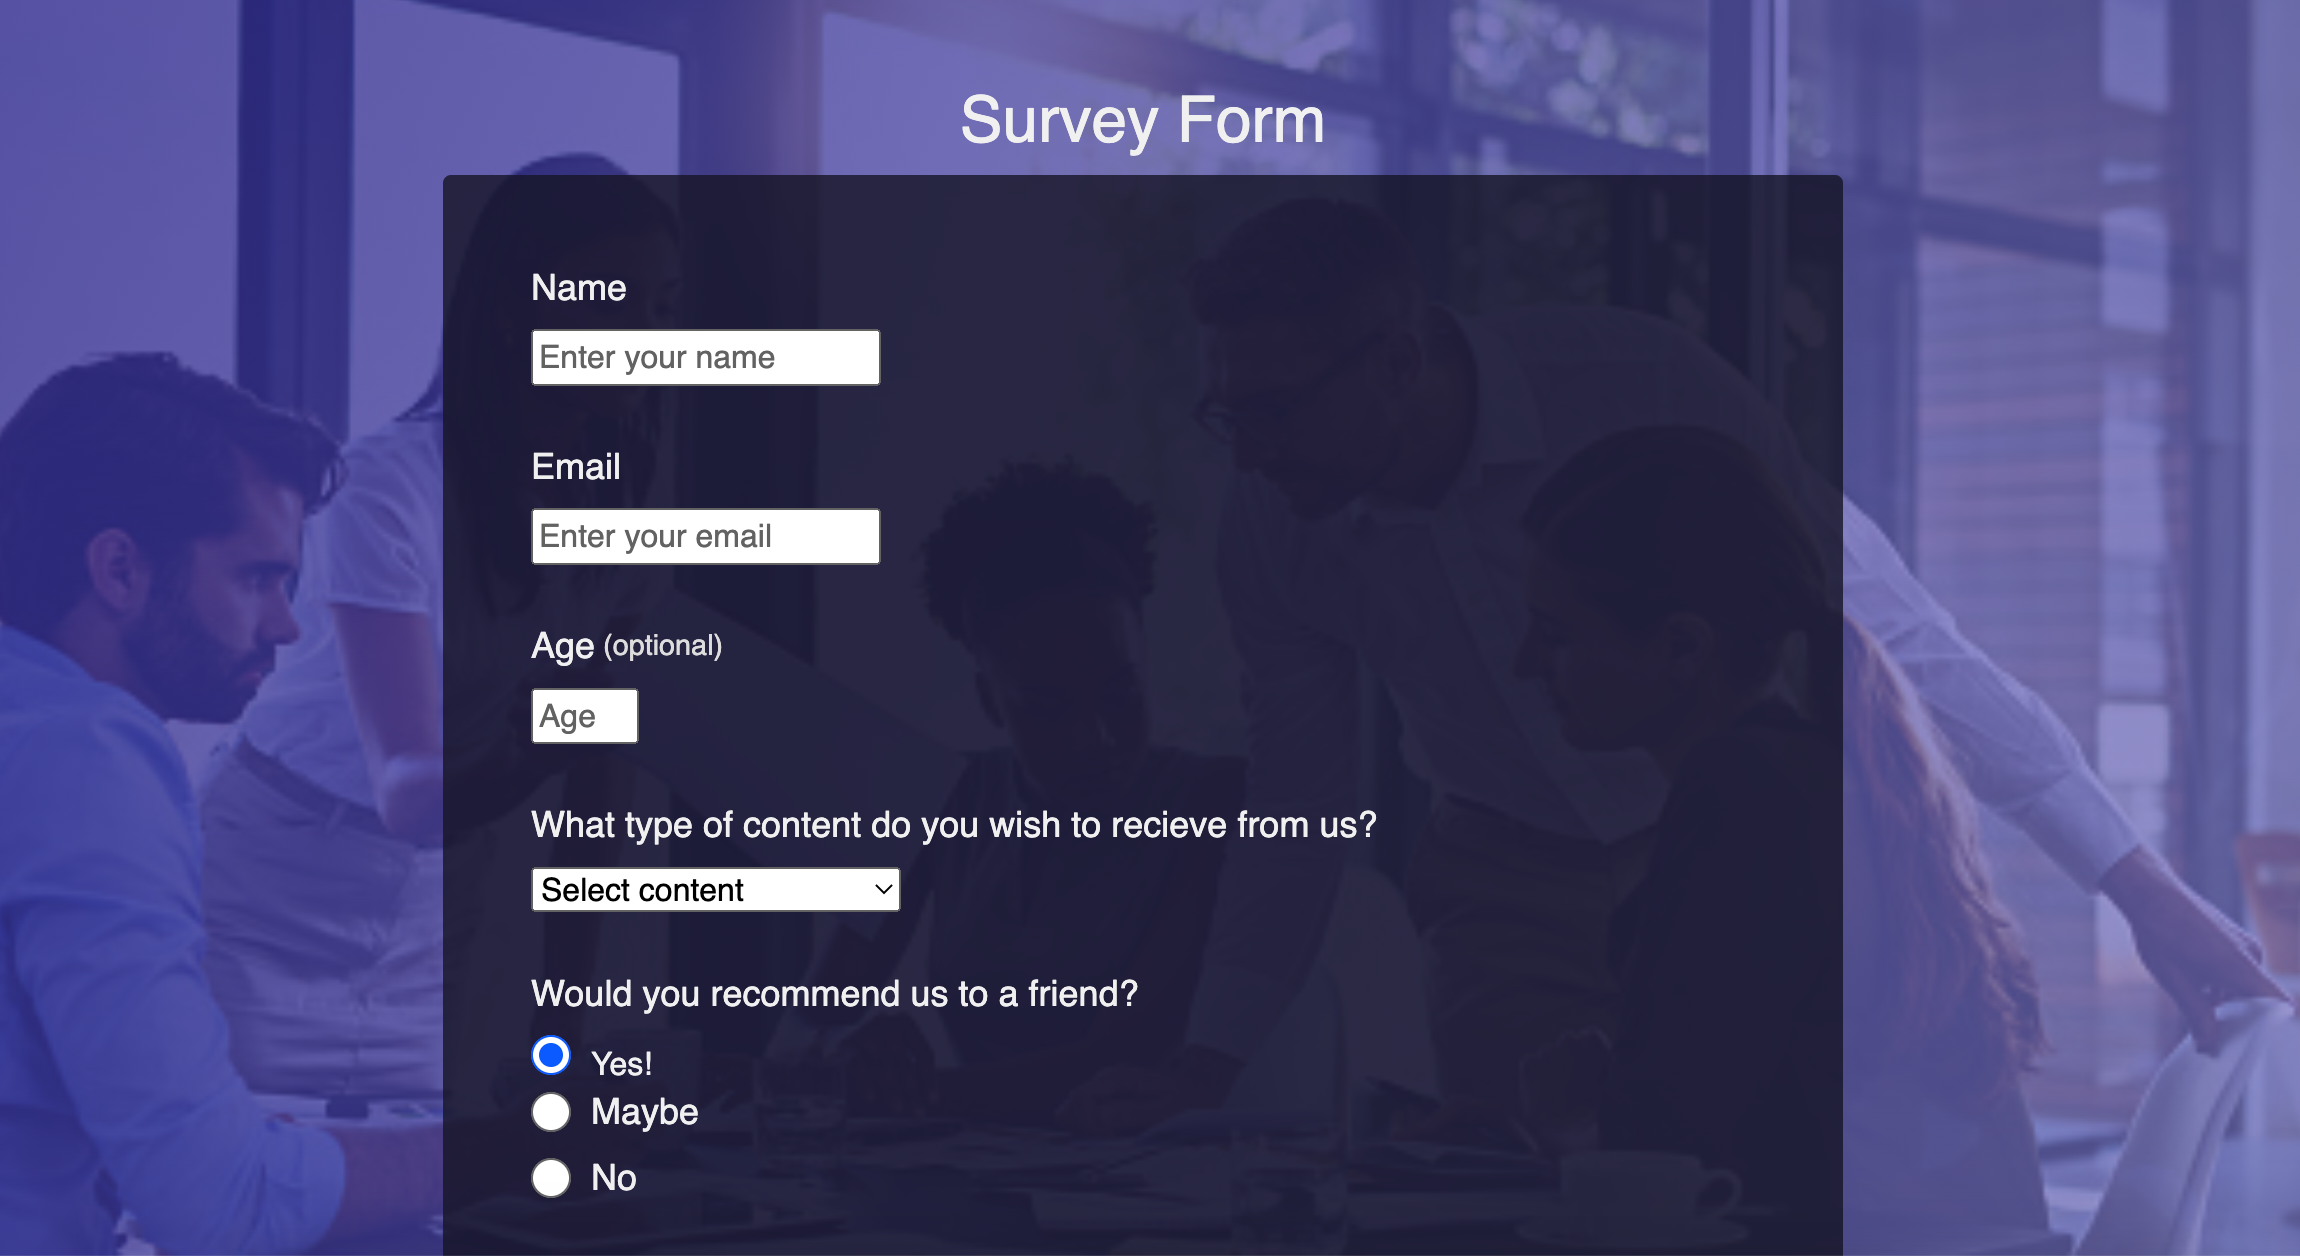 Survey Form
Name
Enter your name
Email
Enter your email
Age (optional)
Age
What type of content do you wish to recieve from us?
Select content
Would you recommend us to a friend?
Yes!
Maybe
No